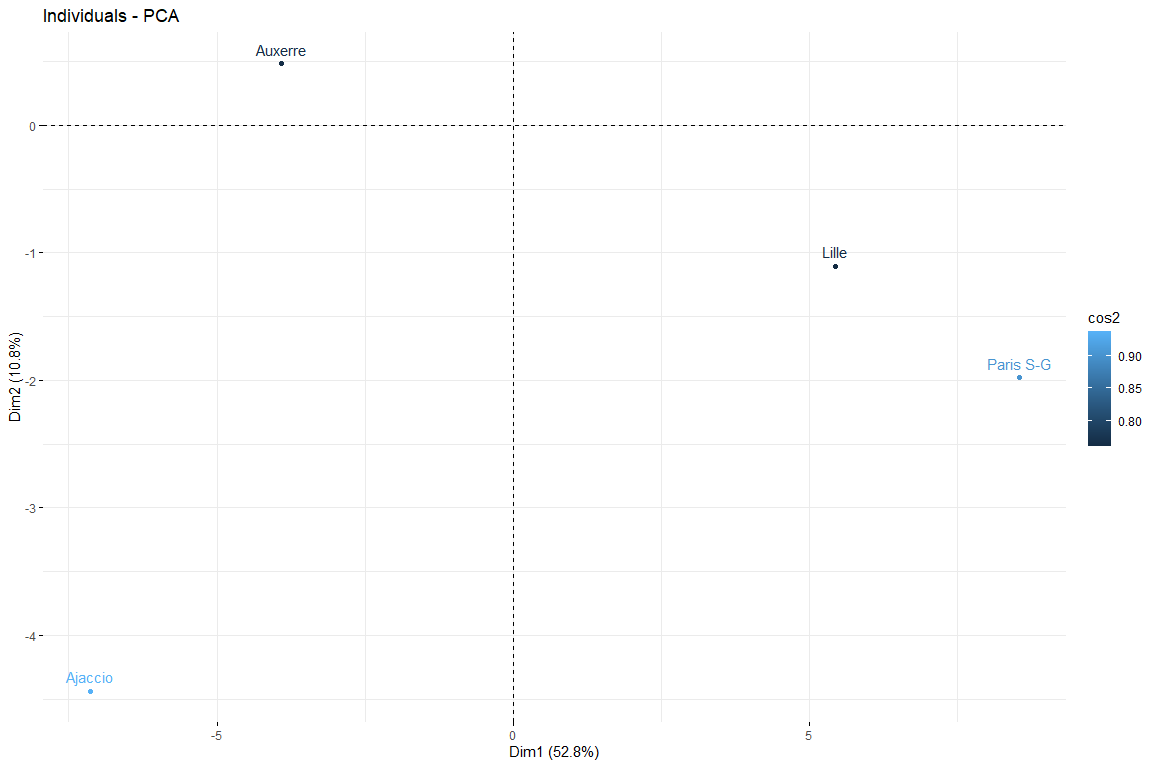 Individuals - PCA
Auxerre
Lille
Paris S-G
Ajaccio
0
-1
-2
-3
-4
Dim2 (10.8%)
-5
0
5
Dim1 (52.8%)
cos2
0.90
0.85
0.80